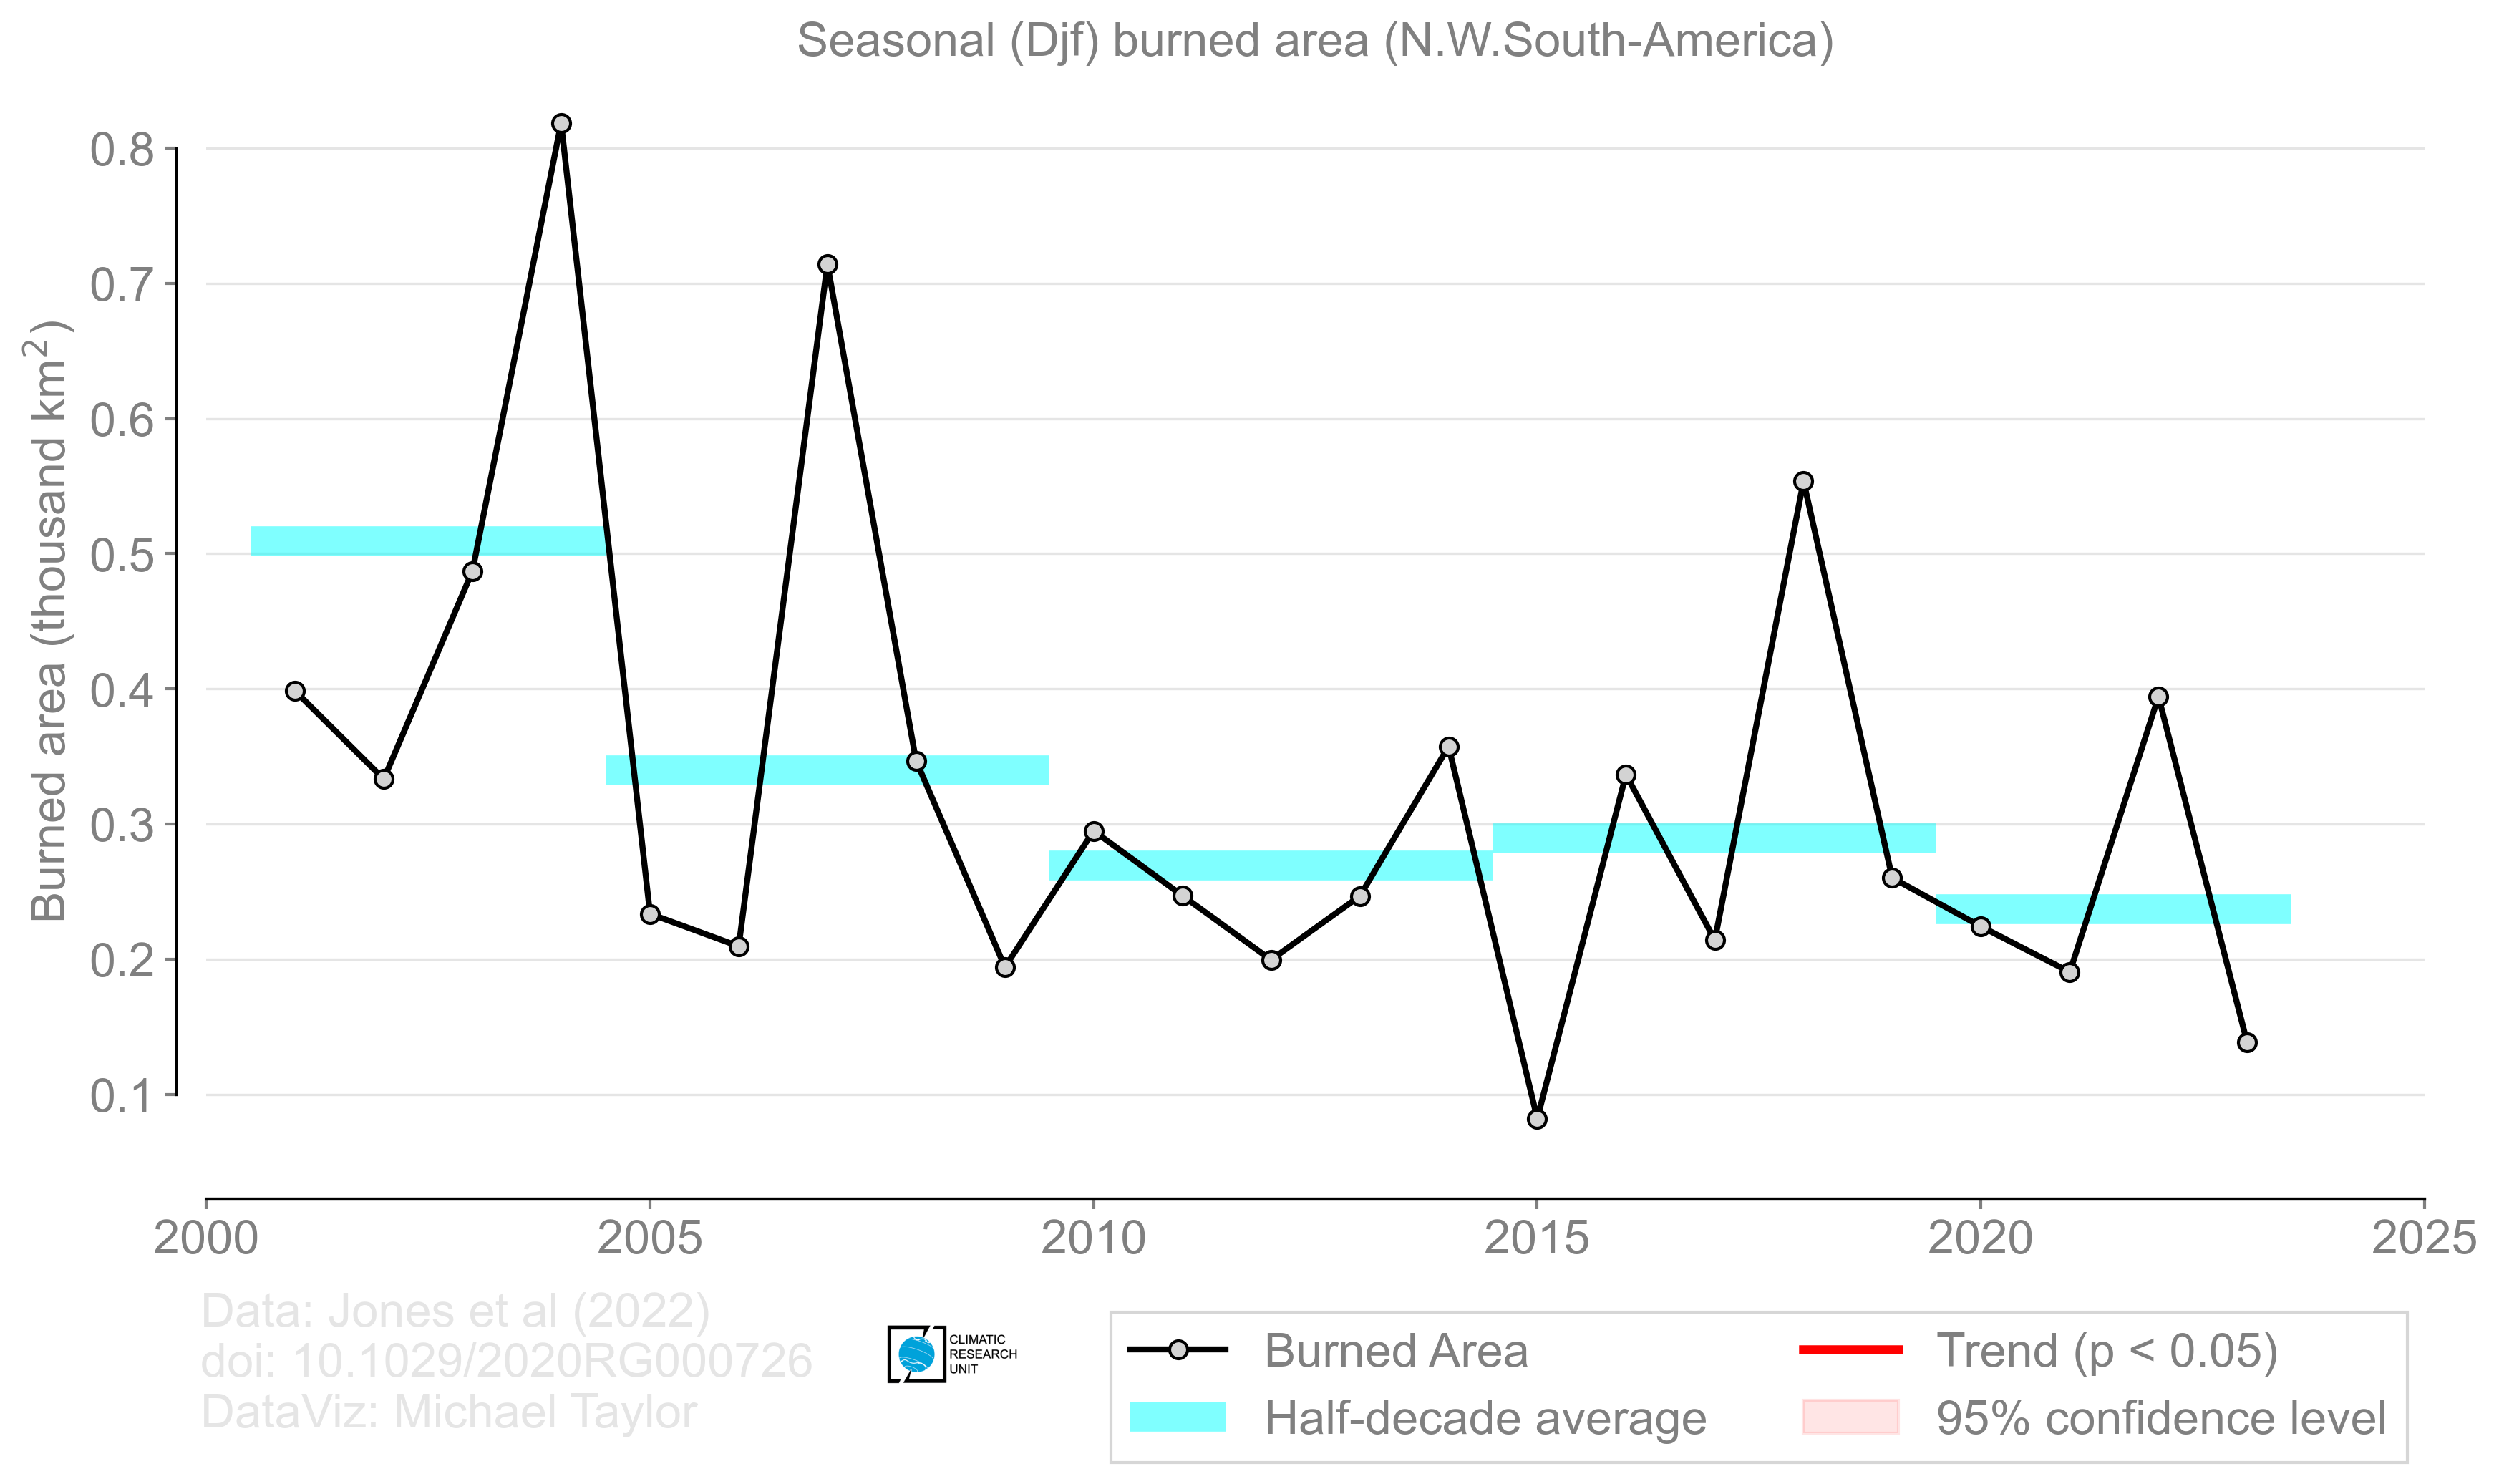 Seasonal (Djf) burned area (N.W.South-America)
Burned area (thousand km²)
0.8
0.7
0.6
0.5
0.4
0.3
0.2
0.1
2000 2005 2010 2015 2020 2025
Data: Jones et al (2022)
doi: 10.1029/2020RG000726
DataViz: Michael Taylor
CLIMATIC
RESEARCH
UNIT
Burned Area
Half-decade average
Trend (p < 0.05)
95% confidence level